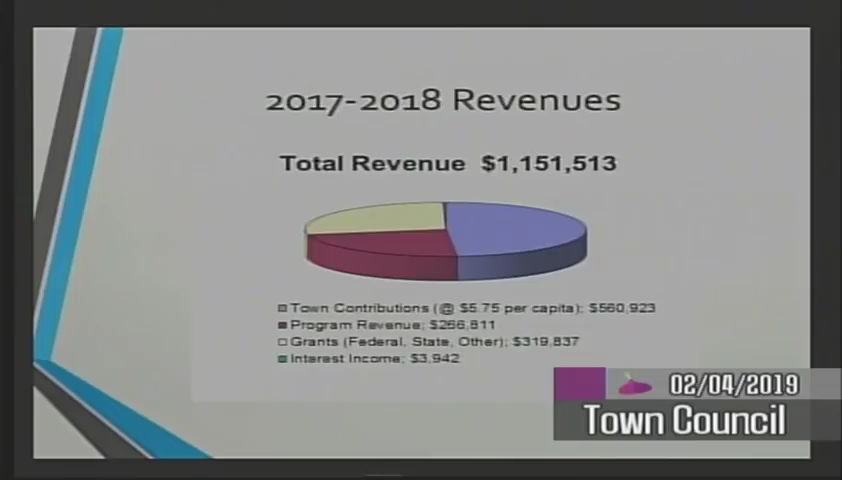 2017-2018 Revenues
Total Revenue $1,151,513
Town Contributions (@ $5.75 per capita); $560,923
Program Revenue; $266,811
Grants (Federal, State, Other); $319,837
Interest Income; $3,942
02/04/2019
Town Council